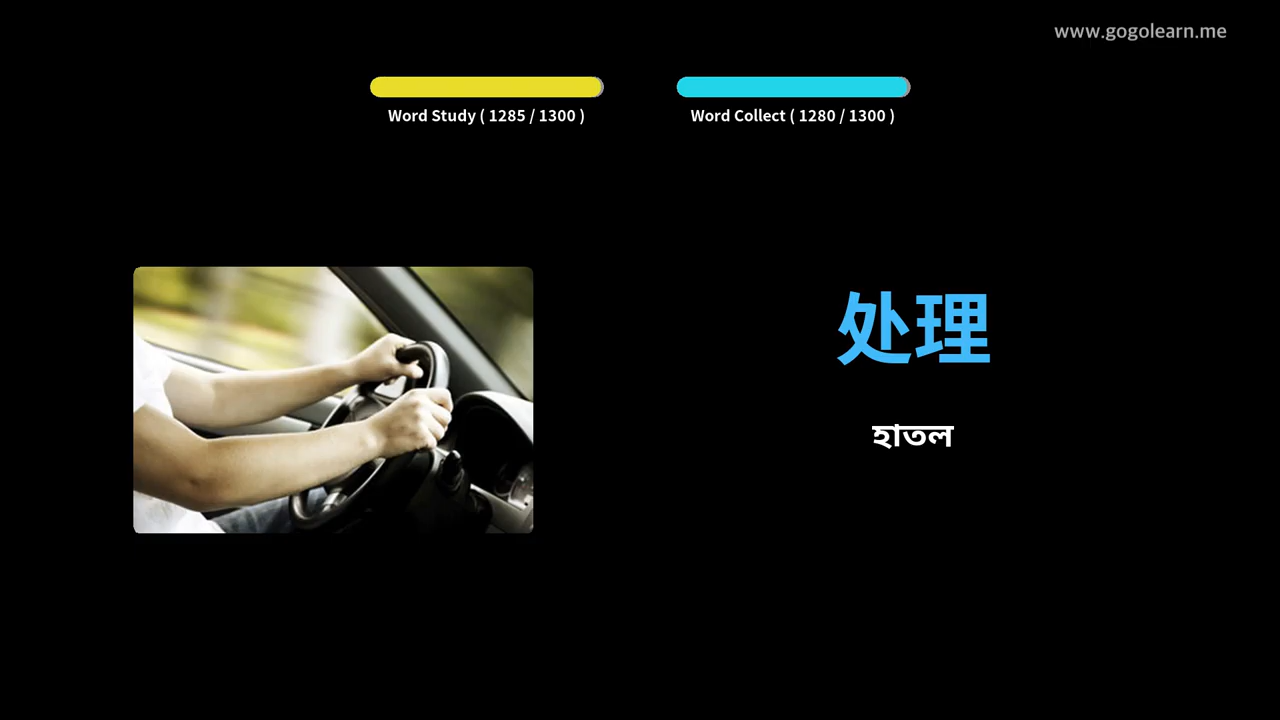 www.gogolearn.me
Word Study ( 1285 / 1300 )
Word Collect ( 1280 / 1300 )
处理
হাতল